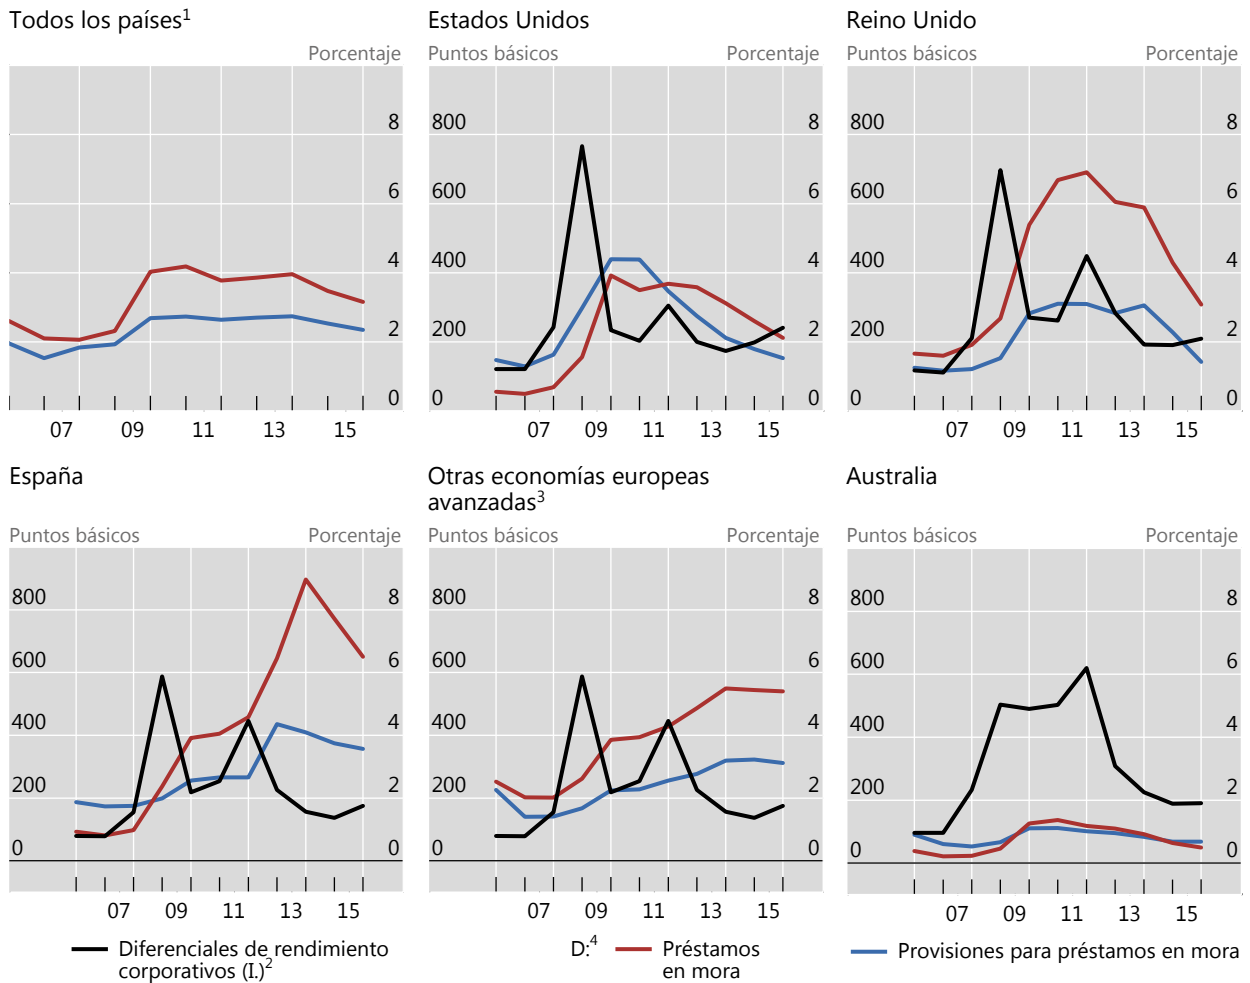 Todos los países1
Porcentaje
8
6
4
2
0
07 09 11 13 15
Estados Unidos
Puntos básicos Porcentaje
800 8
600 6
400 4
200 2
0 0
07 09 11 13 15
Reino Unido
Puntos básicos Porcentaje
800 8
600 6
400 4
200 2
0 0
07 09 11 13 15
España
Puntos básicos Porcentaje
800 8
600 6
400 4
200 2
0 0
07 09 11 13 15
Otras economías europeas
avanzadas3
Puntos básicos Porcentaje
800 8
600 6
400 4
200 2
0 0
07 09 11 13 15
Australia
Puntos básicos Porcentaje
800 8
600 6
400 4
200 2
0 0
07 09 11 13 15
Diferenciales de rendimiento
corporativos (I.)2
D:4
Préstamos
en mora
Provisiones para préstamos en mora